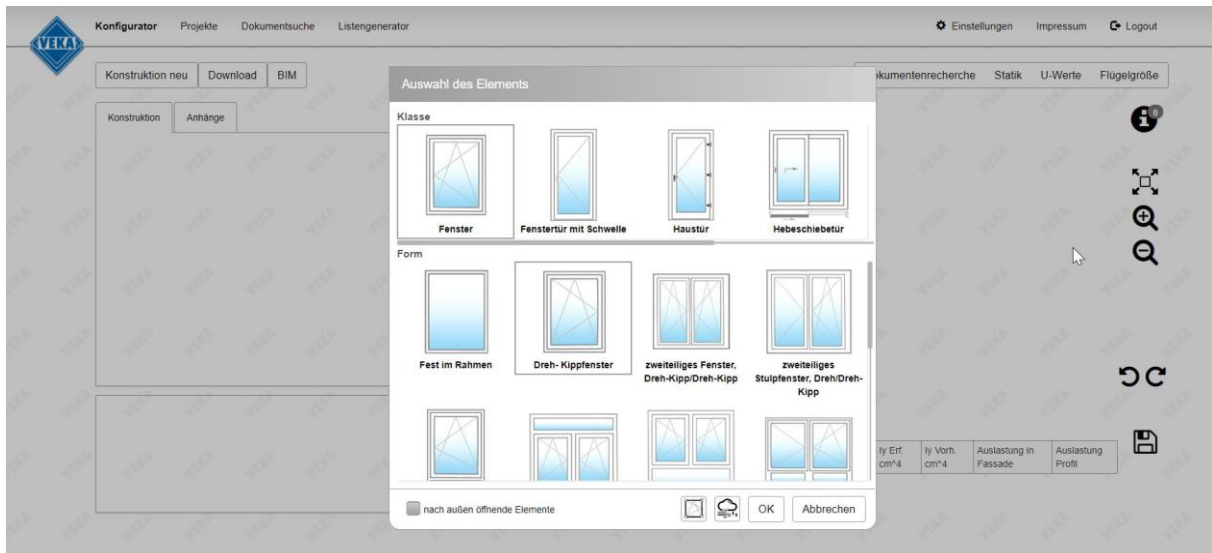 VEKA
Konfigurator Projekte Dokumentsuche Listengenerator Einstellungen Impressum Logout
Konstruktion neu Download BIM
Statik U-Werte Flügelgröße
Konstruktion Anhänge
Auswahl des Elements
Klasse
Fenster Fenstertür mit Schwelle Haustür Hebeschiebetür
Form
Fest im Rahmen Dreh- Kippfenster zweiteiliges Fenster, zweiteiliges
Dreh-Kipp/Dreh-Kipp Stulpfenster, Dreh/Dreh-
Kipp
Iy Erf. Iy Vorh. Auslastung in Auslastung
cm^4 cm^4 Fassade Profil
nach außen öffnende Elemente OK Abbrechen